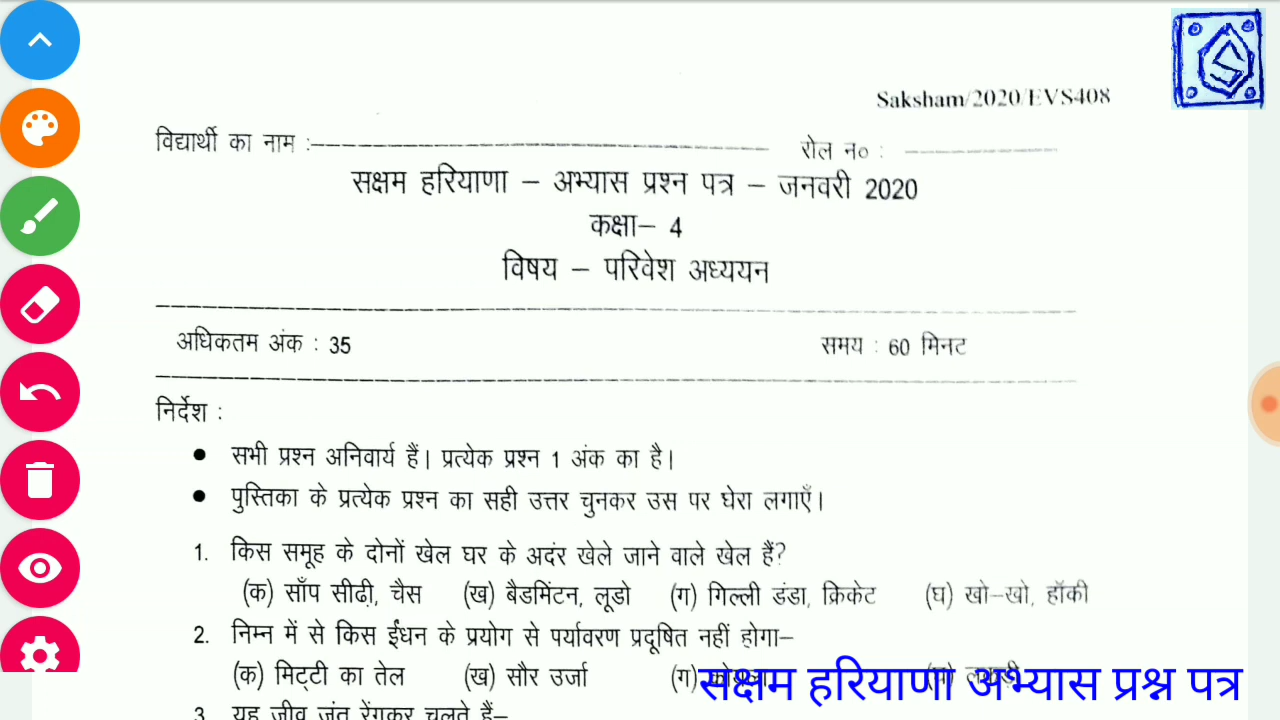 Saksham/2020/EVS408
विद्यार्थी का नाम :- रोल न० :
सक्षम हरियाणा – अभ्यास प्रश्न पत्र – जनवरी 2020
कक्षा– 4
विषय – परिवेश अध्ययन
अधिकतम अंक : 35 समय : 60 मिनट
निर्देश :
● सभी प्रश्न अनिवार्य हैं। प्रत्येक प्रश्न 1 अंक का है।
● पुस्तिका के प्रत्येक प्रश्न का सही उत्तर चुनकर उस पर घेरा लगाएँ।
1. किस समूह के दोनों खेल घर के अदंर खेले जाने वाले खेल हैं?
(क) साँप सीढी, चैस (ख) बैडमिंटन, लूडो (ग) गिल्ली डंडा, क्रिकेट (घ) खो–खो, हॉकी
2. निम्न में से किस ईंधन के प्रयोग से पर्यावरण प्रदूषित नहीं होगा–
(क) मिट्टी का तेल (ख) सौर उर्जा (ग) कोयला (घ) लकड़ी
सक्षम हरियाणा अभ्यास प्रश्न पत्र
3. यह जीव जंतु रेंगकर चलते हैं–